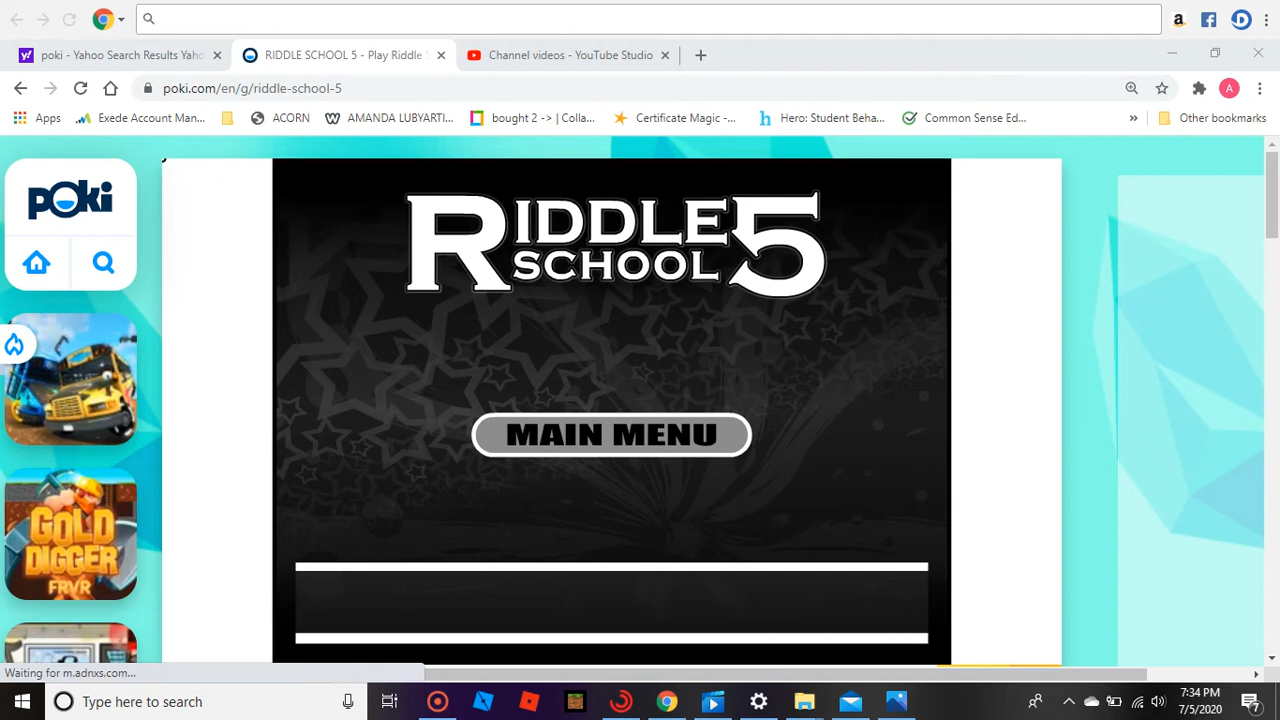 poki - Yahoo Search Results Yaho
RIDDLE SCHOOL 5 - Play Riddle
Channel videos - YouTube Studio
poki.com/en/g/riddle-school-5
A
Apps
Exede Account Man...
ACORN
AMANDA LUBYARTI...
bought 2 -> | Colla...
Certificate Magic -...
Hero: Student Beha...
Common Sense Ed...
Other bookmarks
poki
RIDDLE
SCHOOL 5
MAIN MENU
GOLD
DIGGER
FRVR
Waiting for m.adnxs.com...
Type here to search
7:34 PM
7/5/2020
7